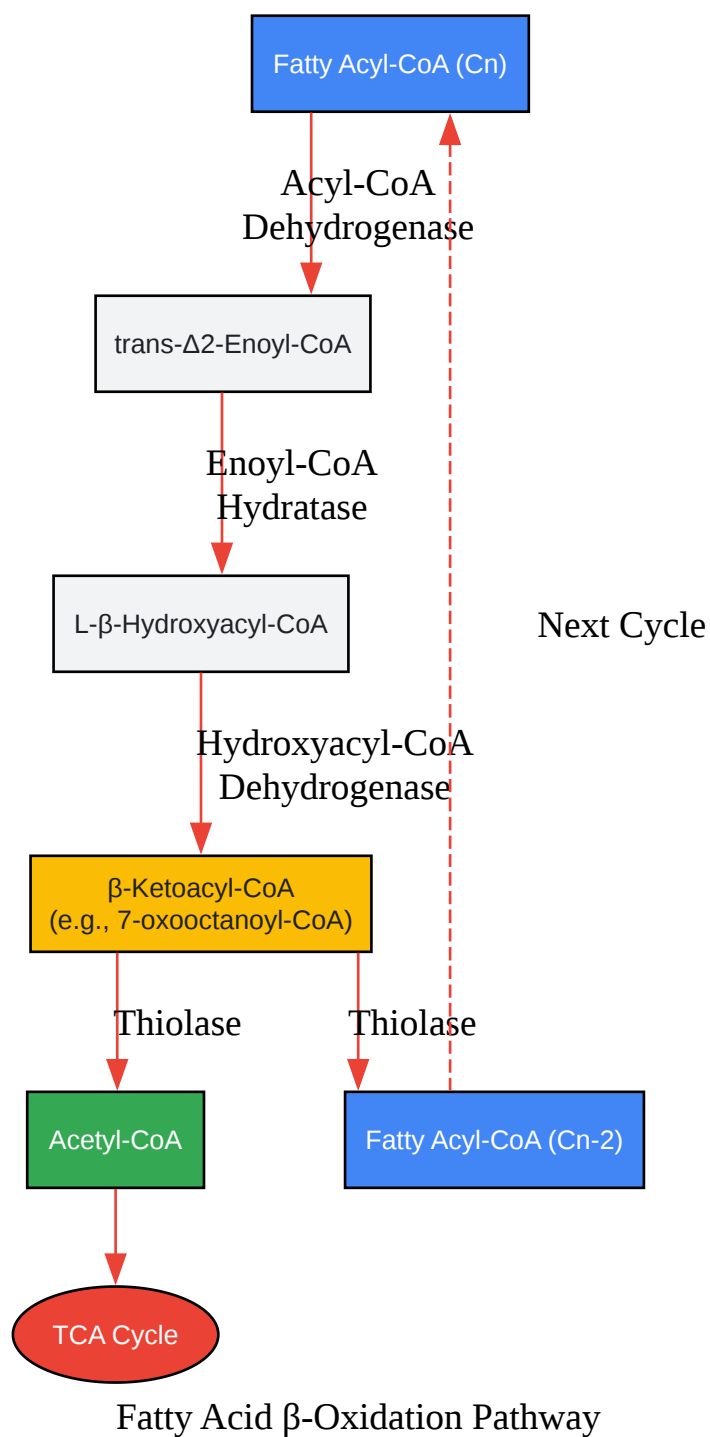 Fatty Acyl-CoA (Cn)
Acyl-CoA
Dehydrogenase
trans-Δ2-Enoyl-CoA
Enoyl-CoA
Hydratase
L-β-Hydroxyacyl-CoA
Next Cycle
Hydroxyacyl-CoA
Dehydrogenase
β-Ketoacyl-CoA
(e.g., 7-oxooctanoyl-CoA)
Thiolase
Thiolase
Acetyl-CoA
Fatty Acyl-CoA (Cn-2)
TCA Cycle
Fatty Acid β-Oxidation Pathway